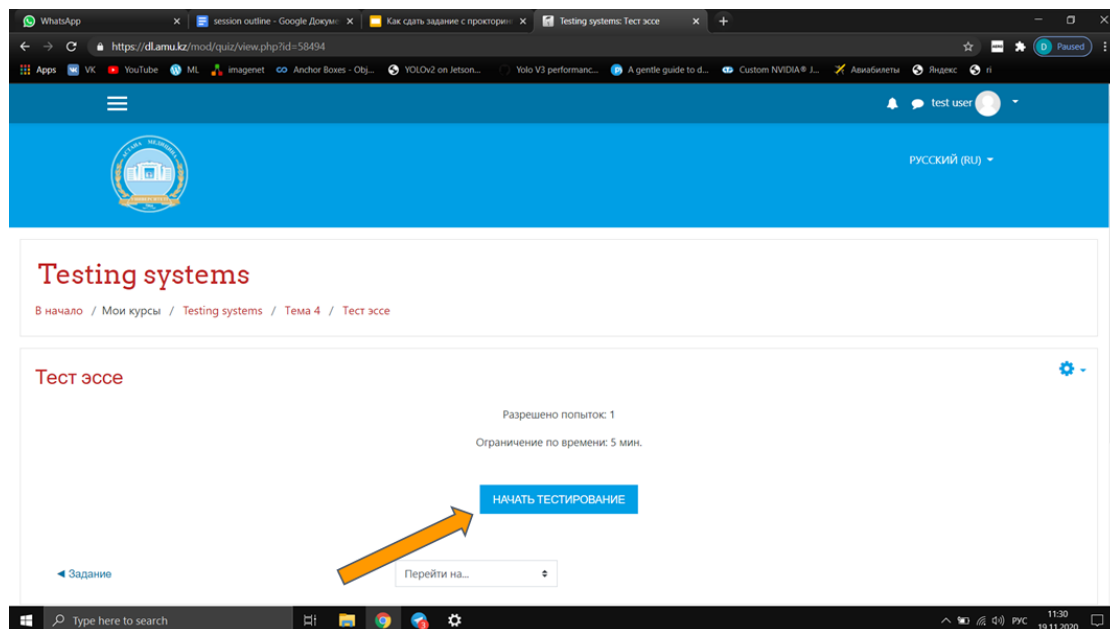 WhatsApp
session outline - Google Докуме
Как сдать задание с прокторин
Testing systems: Тест эссе
https://dl.amu.kz/mod/quiz/view.php?id=58494
Paused
Apps VK YouTube ML imagenet Anchor Boxes - Obj... YOLOv2 on Jetson... Yolo V3 performanc... A gentle guide to d... Custom NVIDIA® J... Авиабилеты Яндекс ri
test user
РУССКИЙ (RU)
Testing systems
В начало / Мои курсы / Testing systems / Тема 4 / Тест эссе
Тест эссе
Разрешено попыток: 1
Ограничение по времени: 5 мин.
НАЧАТЬ ТЕСТИРОВАНИЕ
◄ Задание
Перейти на...
Type here to search
РУС
11:30
19.11.2020